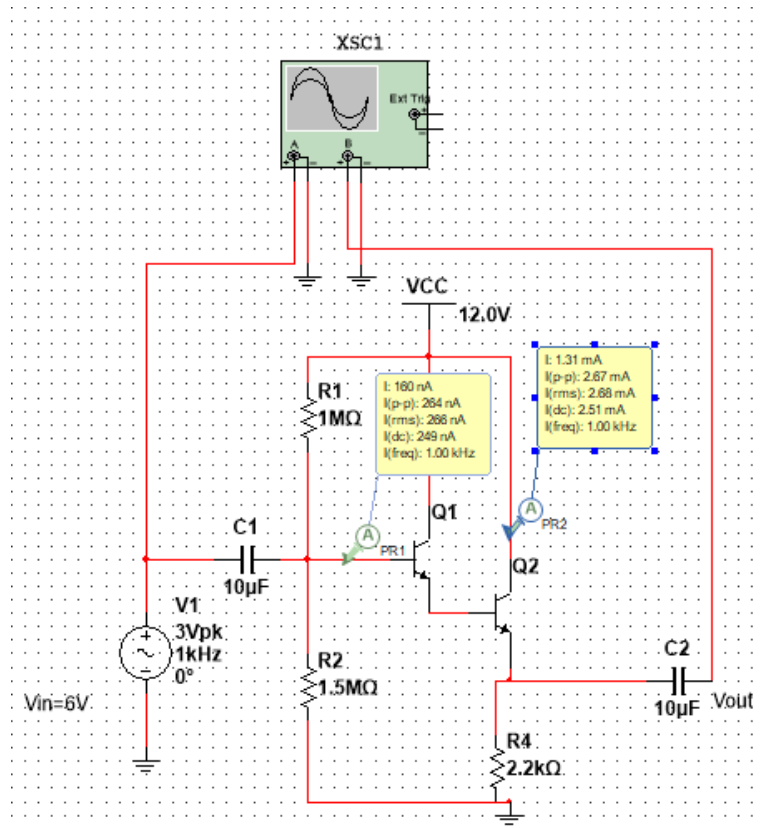 XSC1
Ext Trig
+
-
A
B
+
-
+
-
VCC
12.0V
I: 1.31 mA
I(p-p): 2.67 mA
I(rms): 2.68 mA
I(dc): 2.51 mA
I(freq): 1.00 kHz
I: 160 nA
I(p-p): 264 nA
I(rms): 266 nA
I(dc): 249 nA
I(freq): 1.00 kHz
R1
1MΩ
Q1
A
PR2
A
PR1
C1
10µF
Q2
V1
3Vpk
1kHz
0°
Vin=6V
R2
1.5MΩ
C2
10µF
Vout
R4
2.2kΩ